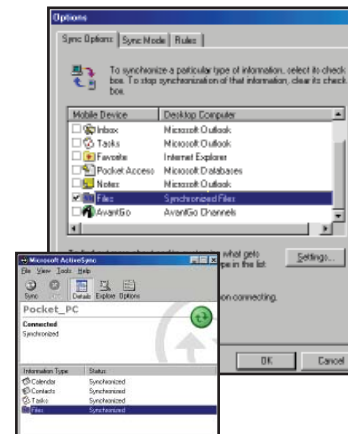 Options
Sync Options Sync Mode Rules
To synchronize a particular type of information, select its check
box. To stop synchronization of that information, clear its check
box.
Mobile Device Desktop Computer
Inbox Microsoft Outlook
Tasks Microsoft Outlook
Favorite Internet Explorer
Pocket Access Microsoft Databases
Notes Microsoft Outlook
Files Synchronized Files
AvantGo AvantGo Channels
what gets
type in the list
Settings...
on connecting.
OK Cancel
Microsoft ActiveSync
File View Tools Help
Sync Details Explore Options
Pocket_PC
Connected
Synchronized
Information Type Status
Calendar Synchronized
Contacts Synchronized
Tasks Synchronized
Files Synchronized